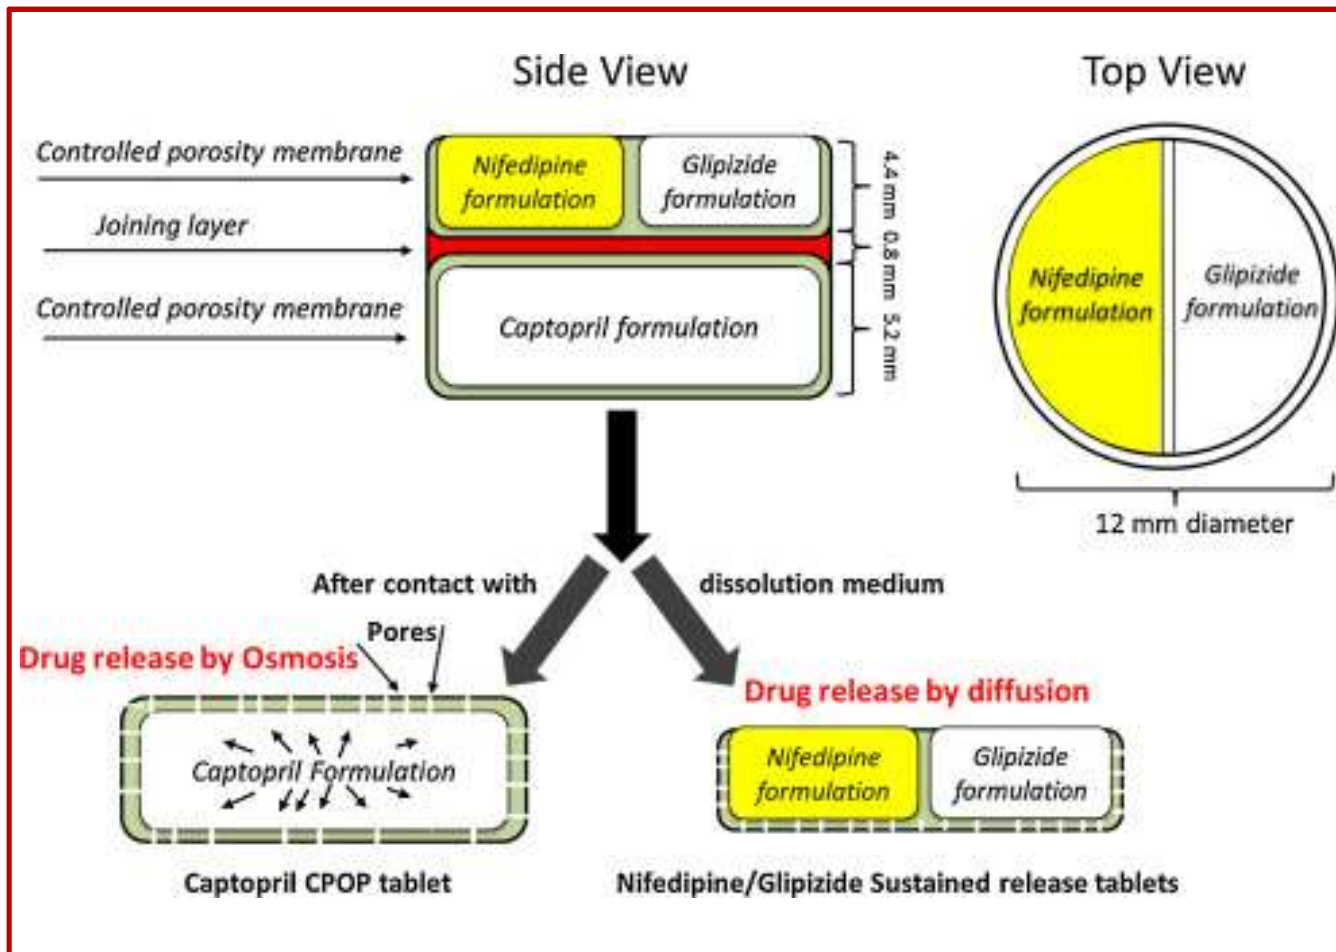 Side View
Top View
Controlled porosity membrane
Joining layer
Controlled porosity membrane
Nifedipine
formulation
Glipizide
formulation
Captopril formulation
4.4 mm
0.8 mm
5.2 mm
Nifedipine
formulation
Glipizide
formulation
12 mm diameter
After contact with
dissolution medium
Pores
Drug release by Osmosis
Drug release by diffusion
Captopril Formulation
Nifedipine
formulation
Glipizide
formulation
Captopril CPOP tablet
Nifedipine/Glipizide Sustained release tablets